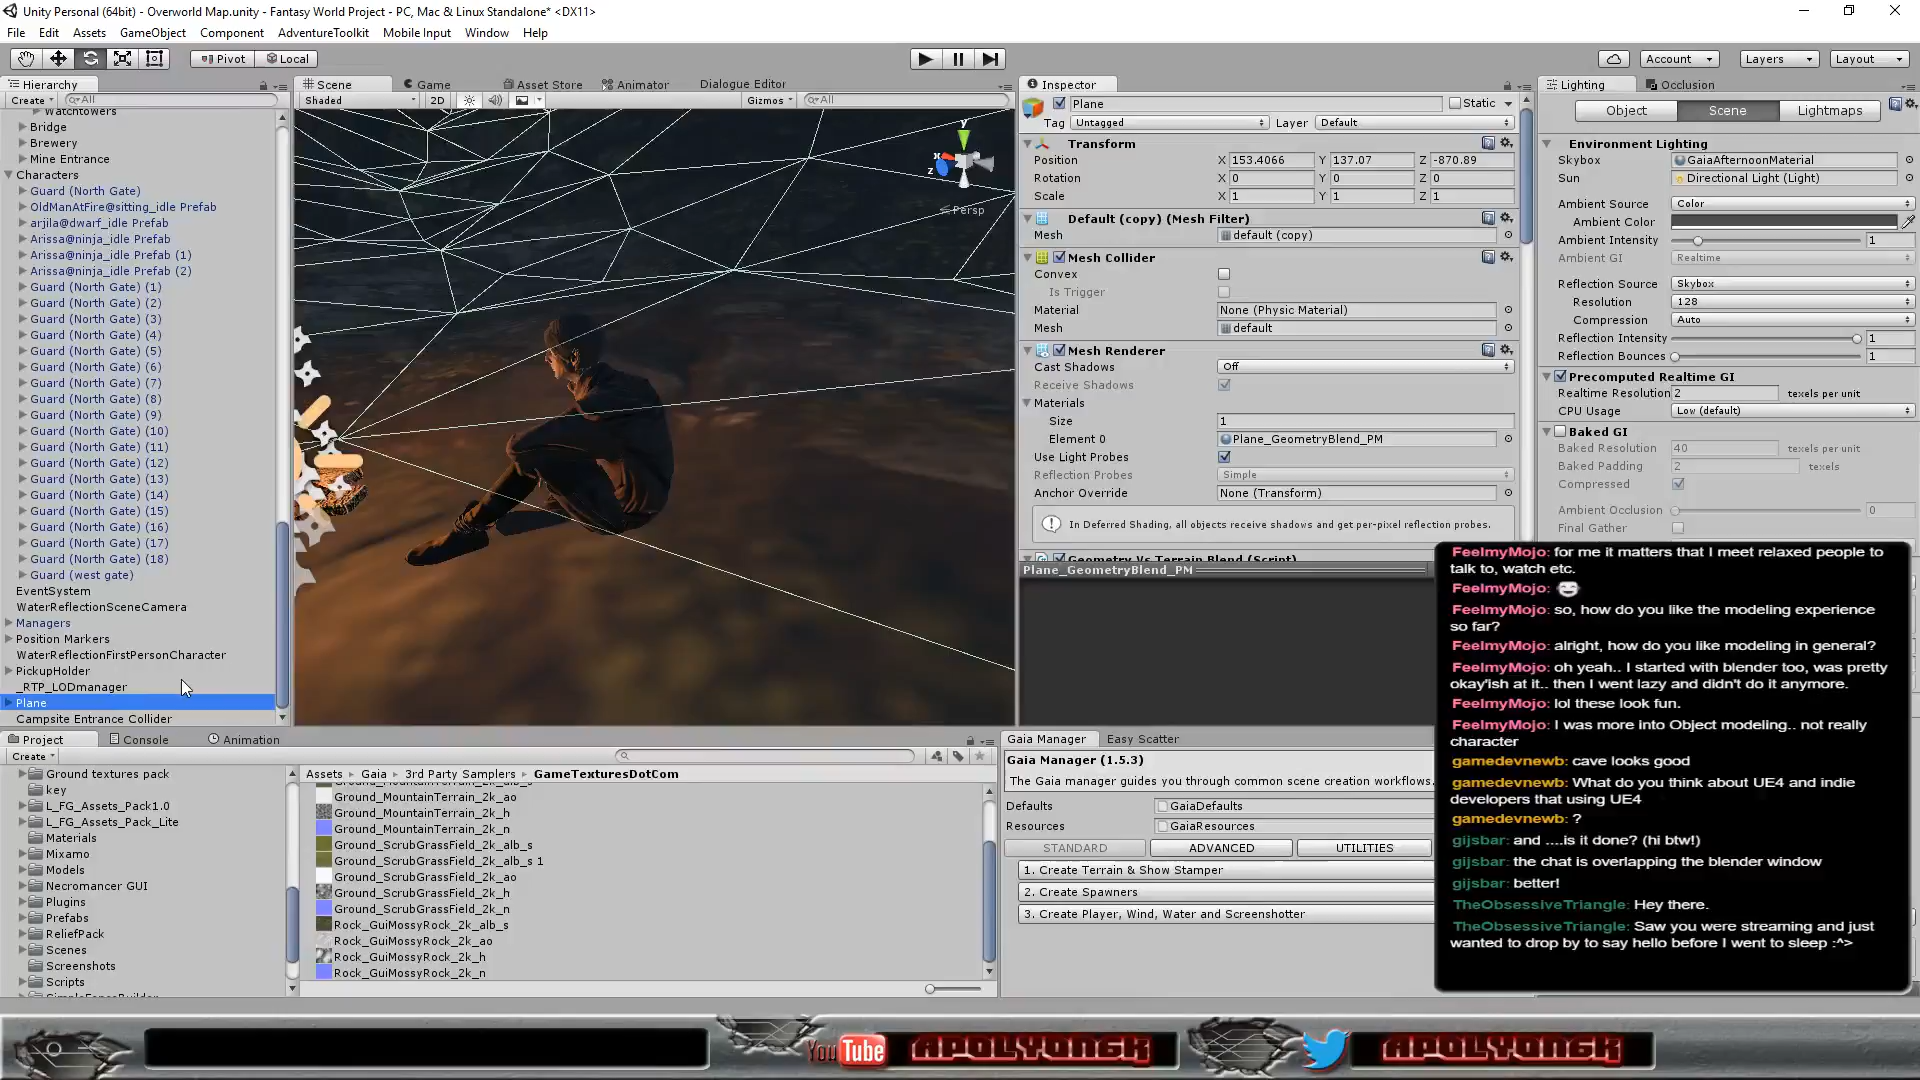 Unity Personal (64bit) - Overworld Map.unity - Fantasy World Project - PC, Mac & Linux Standalone* <DX11>
File Edit Assets GameObject Component AdventureToolkit Mobile Input Window Help
Pivot Local Account Layers Layout
Hierarchy
Create All
Watchtowers
Bridge
Brewery
Mine Entrance
Characters
Guard (North Gate)
OldManAtFire@sitting_idle Prefab
arjila@dwarf_idle Prefab
Arissa@ninja_idle Prefab
Arissa@ninja_idle Prefab (1)
Arissa@ninja_idle Prefab (2)
Guard (North Gate) (1)
Guard (North Gate) (2)
Guard (North Gate) (3)
Guard (North Gate) (4)
Guard (North Gate) (5)
Guard (North Gate) (6)
Guard (North Gate) (7)
Guard (North Gate) (8)
Guard (North Gate) (9)
Guard (North Gate) (10)
Guard (North Gate) (11)
Guard (North Gate) (12)
Guard (North Gate) (13)
Guard (North Gate) (14)
Guard (North Gate) (15)
Guard (North Gate) (16)
Guard (North Gate) (17)
Guard (North Gate) (18)
Guard (west gate)
EventSystem
WaterReflectionSceneCamera
Managers
Position Markers
WaterReflectionFirstPersonCharacter
PickupHolder
_RTP_LODmanager
Plane
Campsite Entrance Collider
Scene Game Asset Store Animator Dialogue Editor
Shaded 2D Gizmos All
y
x
z
Persp
Inspector
Plane Static
Tag Untagged Layer Default
Transform
Position X 153.4066 Y 137.07 Z -870.89
Rotation X 0 Y 0 Z 0
Scale X 1 Y 1 Z 1
Default (copy) (Mesh Filter)
Mesh default (copy)
Mesh Collider
Convex
Is Trigger
Material None (Physic Material)
Mesh default
Mesh Renderer
Cast Shadows Off
Receive Shadows
Materials
Size 1
Element 0 Plane_GeometryBlend_PM
Use Light Probes
Reflection Probes Simple
Anchor Override None (Transform)
In Deferred Shading, all objects receive shadows and get per-pixel reflection probes.
Geometry Vs Terrain Blend (Script)
Plane_GeometryBlend_PM
Lighting Occlusion
Object Scene Lightmaps
Environment Lighting
Skybox GaiaAfternoonMaterial
Sun Directional Light (Light)
Ambient Source Color
Ambient Color
Ambient Intensity 1
Ambient GI Realtime
Reflection Source Skybox
Resolution 128
Compression Auto
Reflection Intensity 1
Reflection Bounces 1
Precomputed Realtime GI
Realtime Resolution 2 texels per unit
CPU Usage Low (default)
Baked GI
Baked Resolution 40 texels per unit
Baked Padding 2 texels
Compressed
Ambient Occlusion 0
Final Gather
FeelmyMojo: for me it matters that I meet relaxed people to
talk to, watch etc.
FeelmyMojo:
FeelmyMojo: so, how do you like the modeling experience
so far?
FeelmyMojo: alright, how do you like modeling in general?
FeelmyMojo: oh yeah.. I started with blender too, was pretty
okay'ish at it.. then I went lazy and didn't do it anymore.
FeelmyMojo: lol these look fun.
FeelmyMojo: I was more into Object modeling.. not really
character
gamedevnewb: cave looks good
gamedevnewb: What do you think about UE4 and indie
developers that using UE4
gamedevnewb: ?
gijsbar: and ....is it done? (hi btw!)
gijsbar: the chat is overlapping the blender window
gijsbar: better!
TheObsessiveTriangle: Hey there.
TheObsessiveTriangle: Saw you were streaming and just
wanted to drop by to say hello before I went to sleep :^>
Project Console Animation
Create
Ground textures pack
key
L_FG_Assets_Pack1.0
L_FG_Assets_Pack_Lite
Materials
Mixamo
Models
Necromancer GUI
Plugins
Prefabs
ReliefPack
Scenes
Screenshots
Scripts
SimpleFenceBuilder
Assets Gaia 3rd Party Samplers GameTexturesDotCom
Ground_MountainTerrain_2k_alb_s
Ground_MountainTerrain_2k_ao
Ground_MountainTerrain_2k_h
Ground_MountainTerrain_2k_n
Ground_ScrubGrassField_2k_alb_s
Ground_ScrubGrassField_2k_alb_s 1
Ground_ScrubGrassField_2k_ao
Ground_ScrubGrassField_2k_h
Ground_ScrubGrassField_2k_n
Rock_GuiMossyRock_2k_alb_s
Rock_GuiMossyRock_2k_ao
Rock_GuiMossyRock_2k_h
Rock_GuiMossyRock_2k_n
Gaia Manager Easy Scatter
Gaia Manager (1.5.3)
The Gaia manager guides you through common scene creation workflows.
Defaults GaiaDefaults
Resources GaiaResources
STANDARD ADVANCED UTILITIES
1. Create Terrain & Show Stamper
2. Create Spawners
3. Create Player, Wind, Water and Screenshotter
YouTube APOLYONGK APOLYONGK